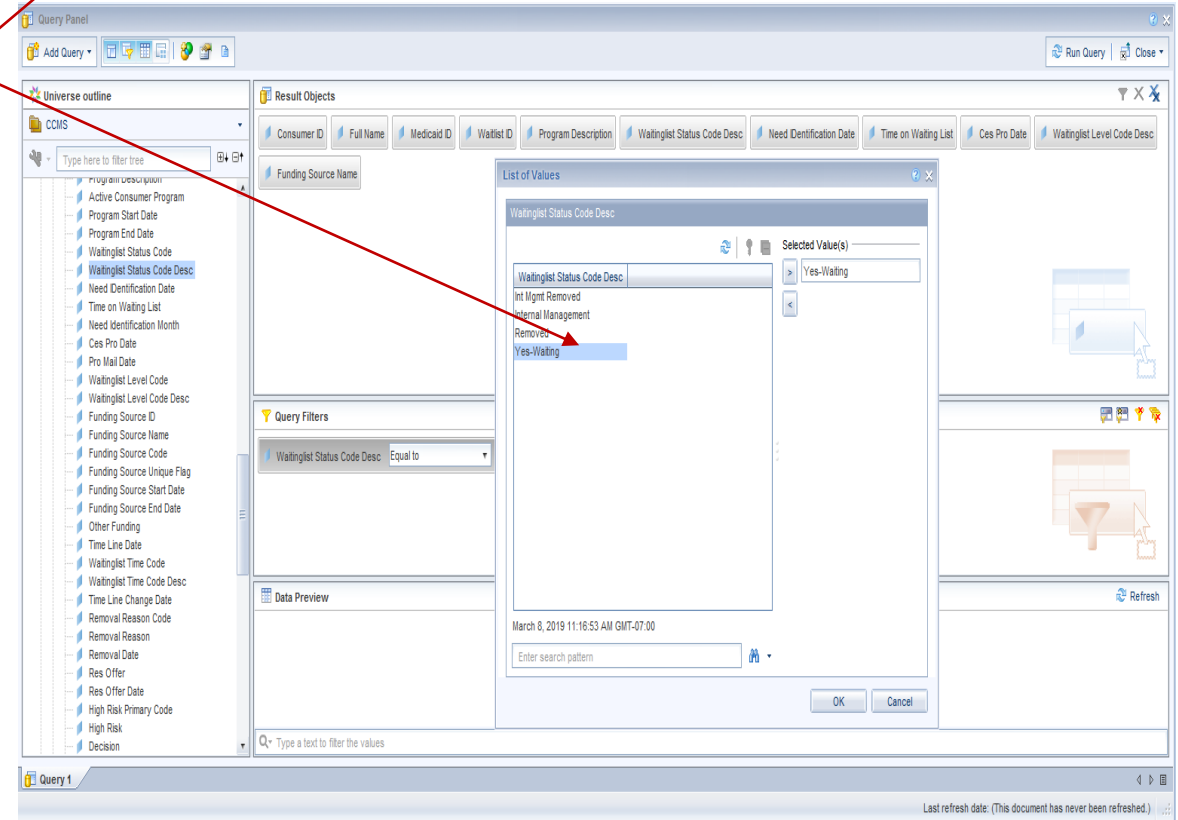 Query Panel
Add Query
Run Query
Close
Universe outline
CCMS
Type here to filter tree
Program Description
Active Consumer Program
Program Start Date
Program End Date
Waitinglist Status Code
Waitinglist Status Code Desc
Need IDentification Date
Time on Waiting List
Need Identification Month
Ces Pro Date
Pro Mail Date
Waitinglist Level Code
Waitinglist Level Code Desc
Funding Source ID
Funding Source Name
Funding Source Code
Funding Source Unique Flag
Funding Source Start Date
Funding Source End Date
Other Funding
Time Line Date
Waitinglist Time Code
Waitinglist Time Code Desc
Time Line Change Date
Removal Reason Code
Removal Reason
Removal Date
Res Offer
Res Offer Date
High Risk Primary Code
High Risk
Decision
Result Objects
Consumer ID Full Name Medicaid ID Waitlist ID Program Description Waitinglist Status Code Desc Need IDentification Date Time on Waiting List Ces Pro Date Waitinglist Level Code Desc
Funding Source Name
List of Values
Waitinglist Status Code Desc
Selected Value(s)
Waitinglist Status Code Desc
> Yes-Waiting
Int Mgmt Removed
<
Internal Management
Removed
Yes-Waiting
March 8, 2019 11:16:53 AM GMT-07:00
Enter search pattern
OK Cancel
Query Filters
Waitinglist Status Code Desc Equal to
Data Preview
Refresh
Type a text to filter the values
Query 1
Last refresh date: (This document has never been refreshed.)